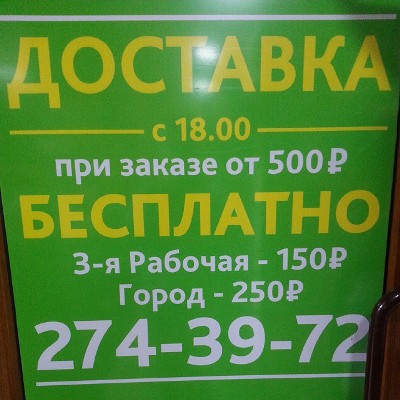 ДОСТАВКА
с 18.00
при заказе от 500₽
БЕСПЛАТНО
3-я Рабочая - 150₽
Город - 250₽
274-39-72